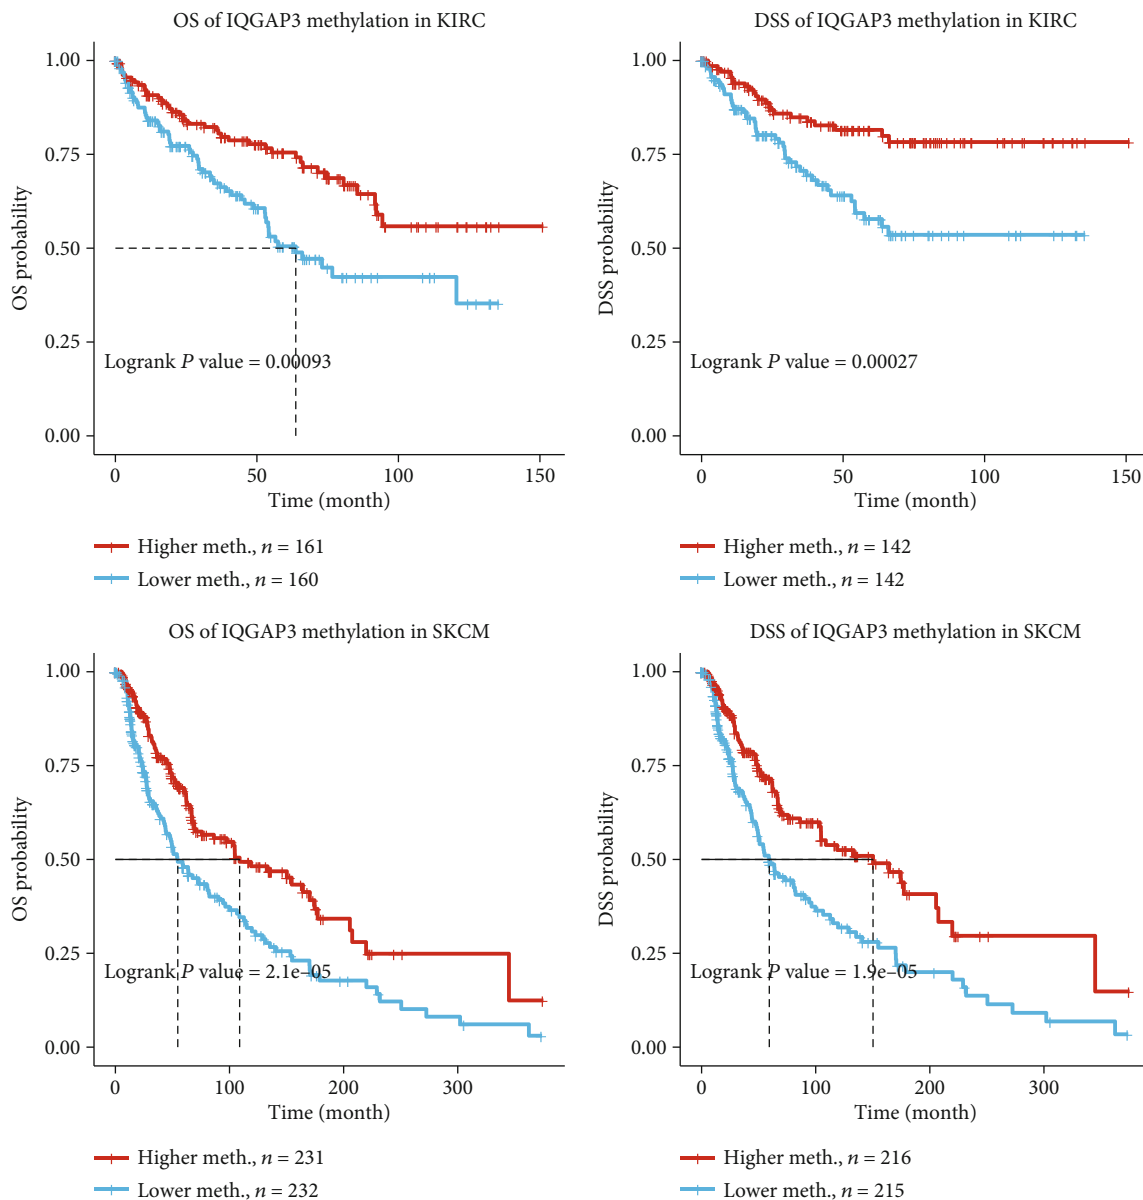 OS of IQGAP3 methylation in KIRC
OS probability
1.00
0.75
0.50
0.25
0.00
Logrank P value = 0.00093
0 50 100 150
Time (month)
Higher meth., n = 161
Lower meth., n = 160
DSS of IQGAP3 methylation in KIRC
DSS probability
1.00
0.75
0.50
0.25
0.00
Logrank P value = 0.00027
0 50 100 150
Time (month)
Higher meth., n = 142
Lower meth., n = 142
OS of IQGAP3 methylation in SKCM
OS probability
1.00
0.75
0.50
0.25
0.00
Logrank P value = 2.1e–05
0 100 200 300
Time (month)
Higher meth., n = 231
Lower meth., n = 232
DSS of IQGAP3 methylation in SKCM
DSS probability
1.00
0.75
0.50
0.25
0.00
Logrank P value = 1.9e–05
0 100 200 300
Time (month)
Higher meth., n = 216
Lower meth., n = 215